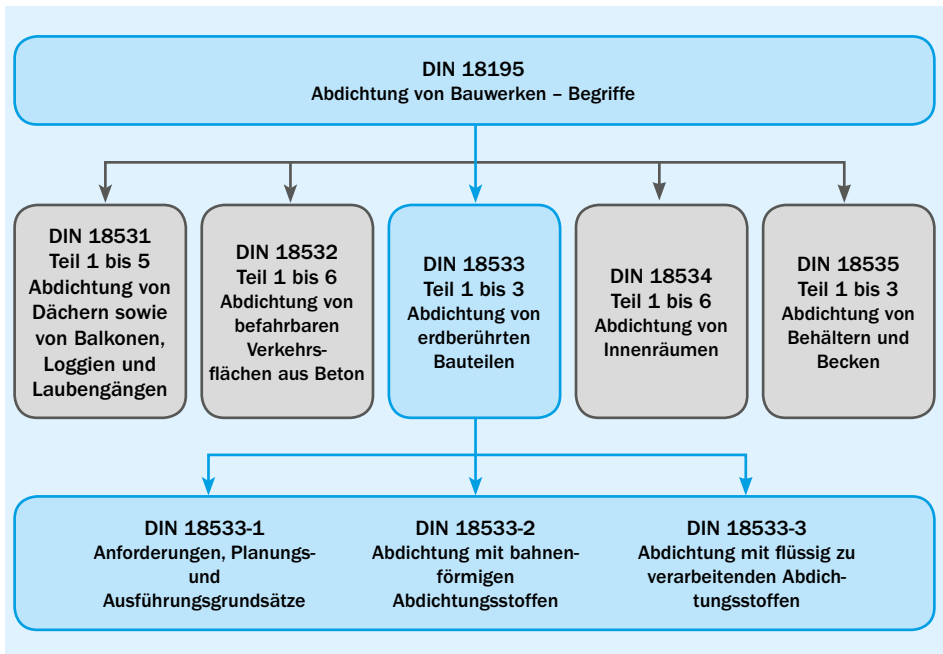 DIN 18195
Abdichtung von Bauwerken – Begriffe
DIN 18531
Teil 1 bis 5
Abdichtung von
Dächern sowie
von Balkonen,
Loggien und
Laubengängen
DIN 18532
Teil 1 bis 6
Abdichtung von
befahrbaren
Verkehrs-
flächen aus Beton
DIN 18533
Teil 1 bis 3
Abdichtung von
erdberührten
Bauteilen
DIN 18534
Teil 1 bis 6
Abdichtung von
Innenräumen
DIN 18535
Teil 1 bis 3
Abdichtung von
Behältern und
Becken
DIN 18533-1
Anforderungen, Planungs-
und
Ausführungsgrundsätze
DIN 18533-2
Abdichtung mit bahnen-
förmigen
Abdichtungsstoffen
DIN 18533-3
Abdichtung mit flüssig zu
verarbeitenden Abdich-
tungsstoffen